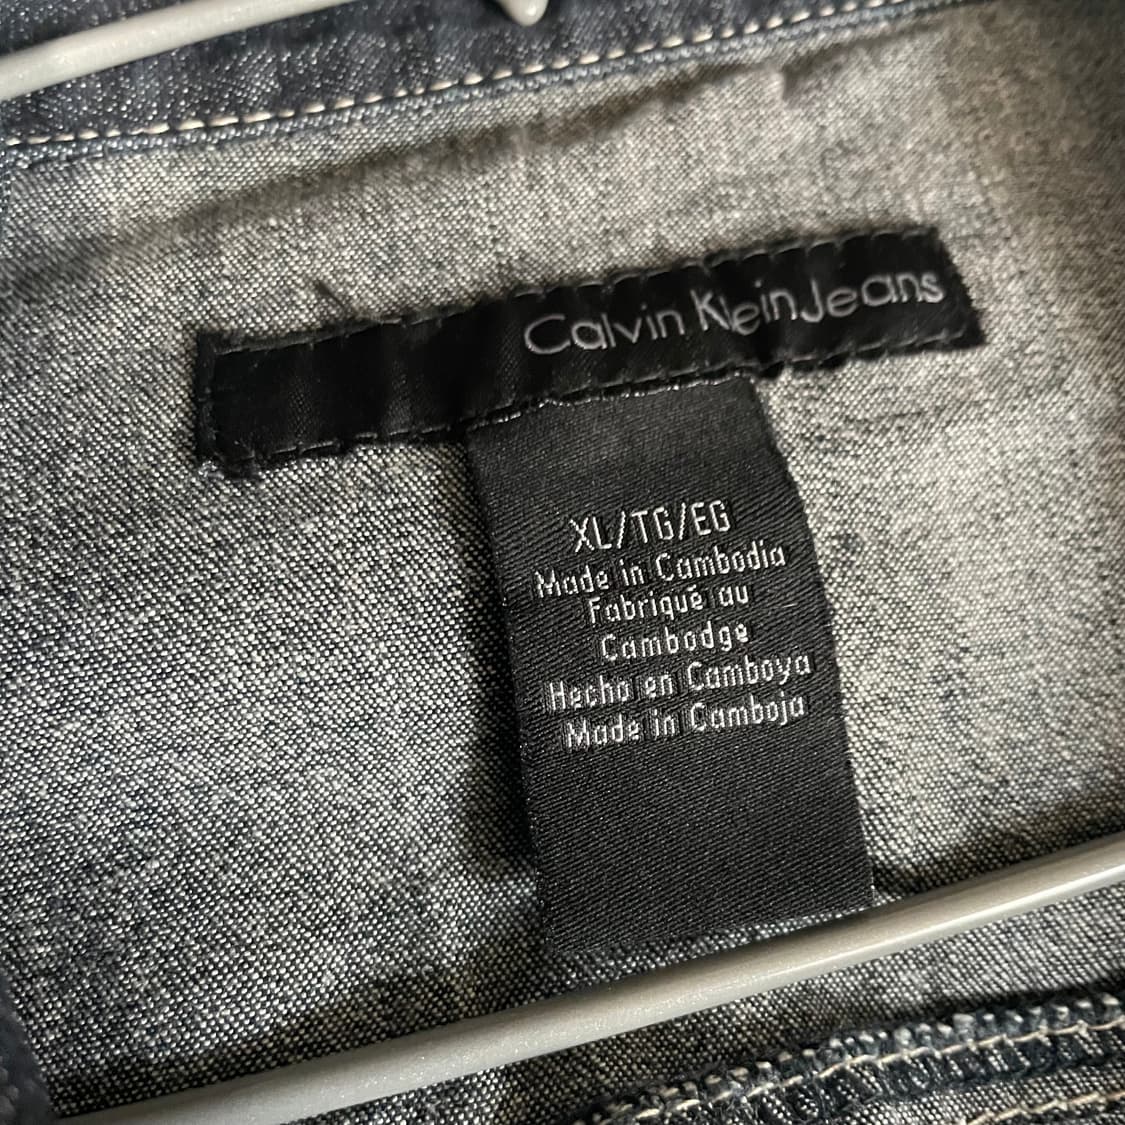 Calvin Klein Jeans
XL/TG/EG
Made in Cambodia
Fabriqué au
Cambodge
Hecho en Camboya
Made in Camboja